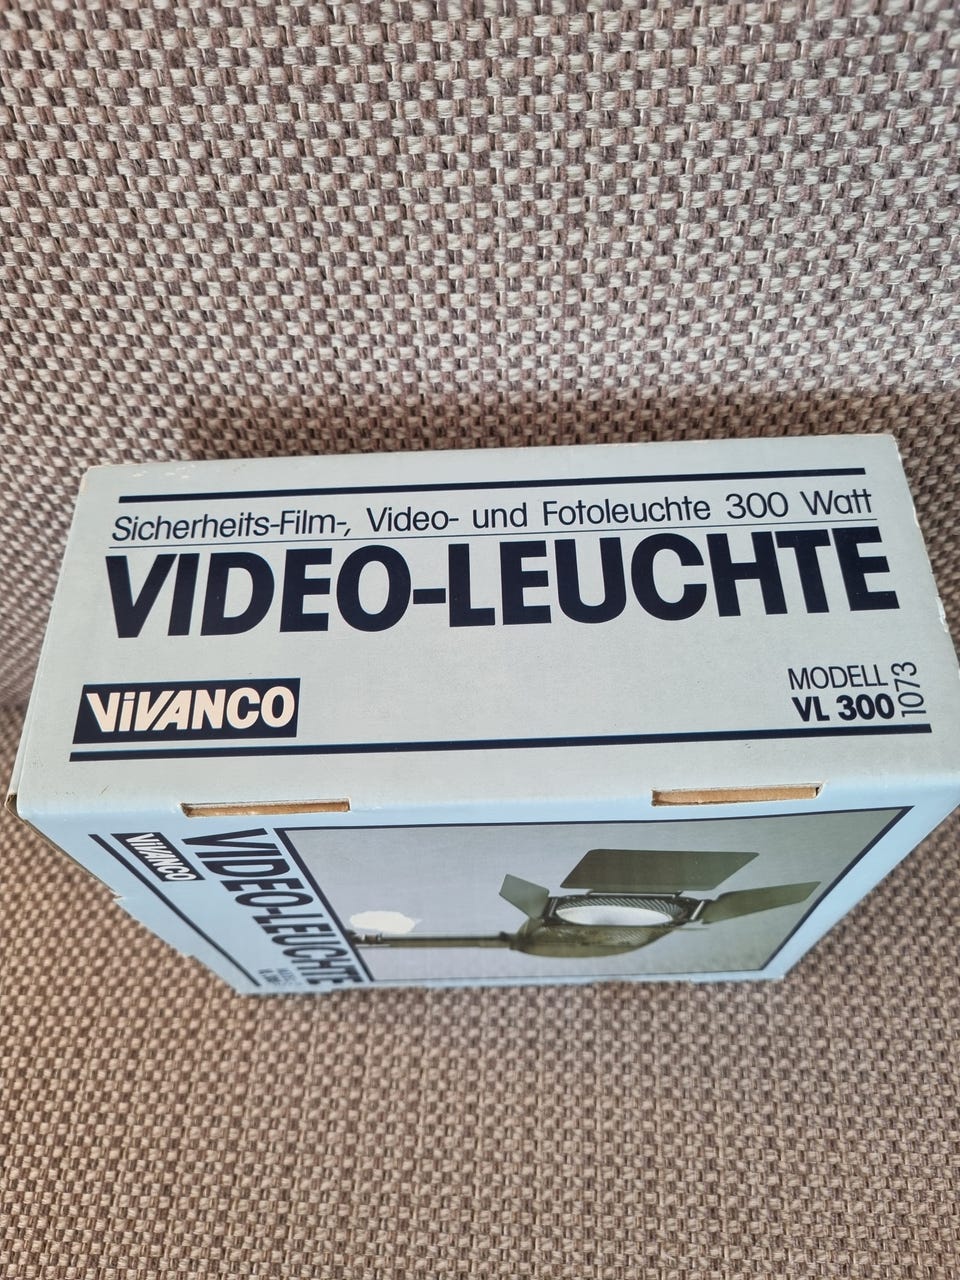 Sicherheits-Film-, Video- und Fotoleuchte 300 Watt
VIDEO-LEUCHTE
ViVANCO
MODELL
VL 300
1073
ViVANCO
VIDEO-LEUCHTE